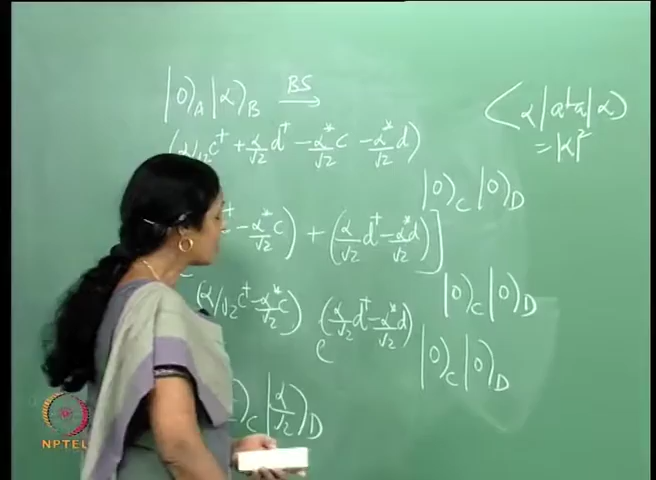 |0⟩_A |α⟩_B BS→
(α/√2 c† + α/√2 d† − α*/√2 c − α*/√2 d) |0⟩_C |0⟩_D
− α*/√2 c) + (α/√2 d† − α*/√2 d)] |0⟩_C |0⟩_D
(α/√2 c† − α*/√2 c) e^(α/√2 d† − α*/√2 d) |0⟩_C |0⟩_D
⟩_C |α/√2⟩_D
⟨α|a†a|α⟩
= |α|²
NPTEL